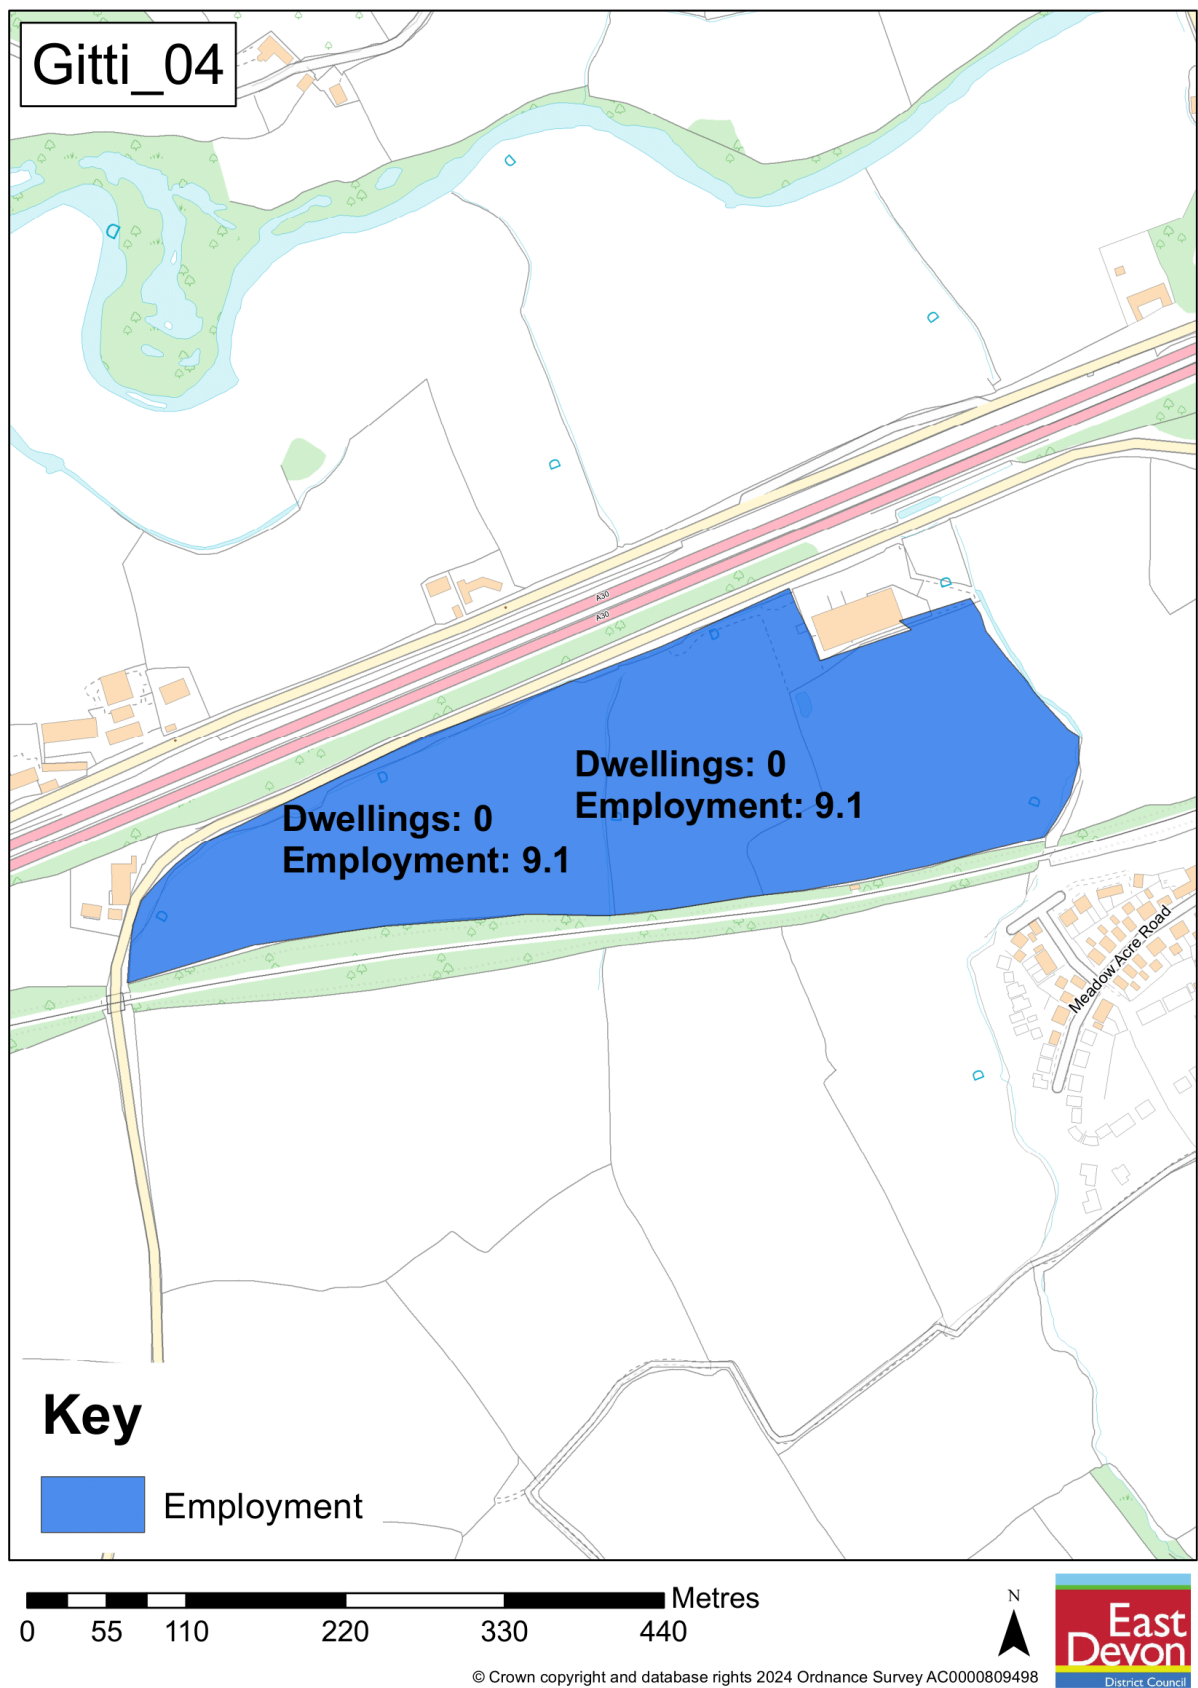 Gitti_04
D
D
D
D
A30
A30
D
D
Dwellings: 0
Employment: 9.1
D
D
Dwellings: 0
Employment: 9.1
D
Meadow Acre Road
D
Key
Employment
0 55 110 220 330 440 Metres
N
East
Devon
District Council
© Crown copyright and database rights 2024 Ordnance Survey AC0000809498